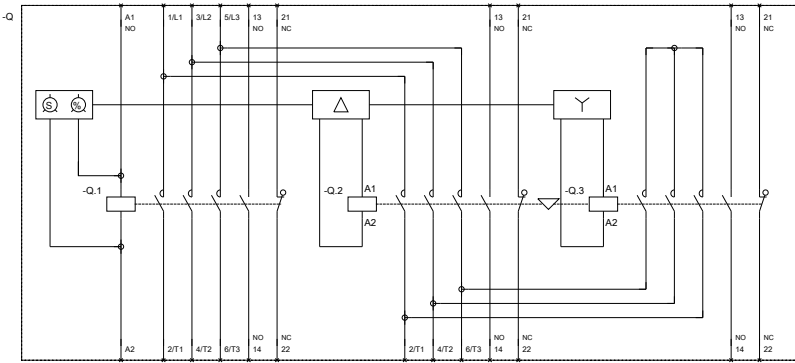 -Q
A1 1/L1 3/L2 5/L3 13 21 13 21 13 21
NO NO NC NO NC NO NC
S %
-Q.1 -Q.2 A1 -Q.3 A1
A2 A2
NO NC NO NC NO NC
A2 2/T1 4/T2 6/T3 14 22 2/T1 4/T2 6/T3 14 22 14 22